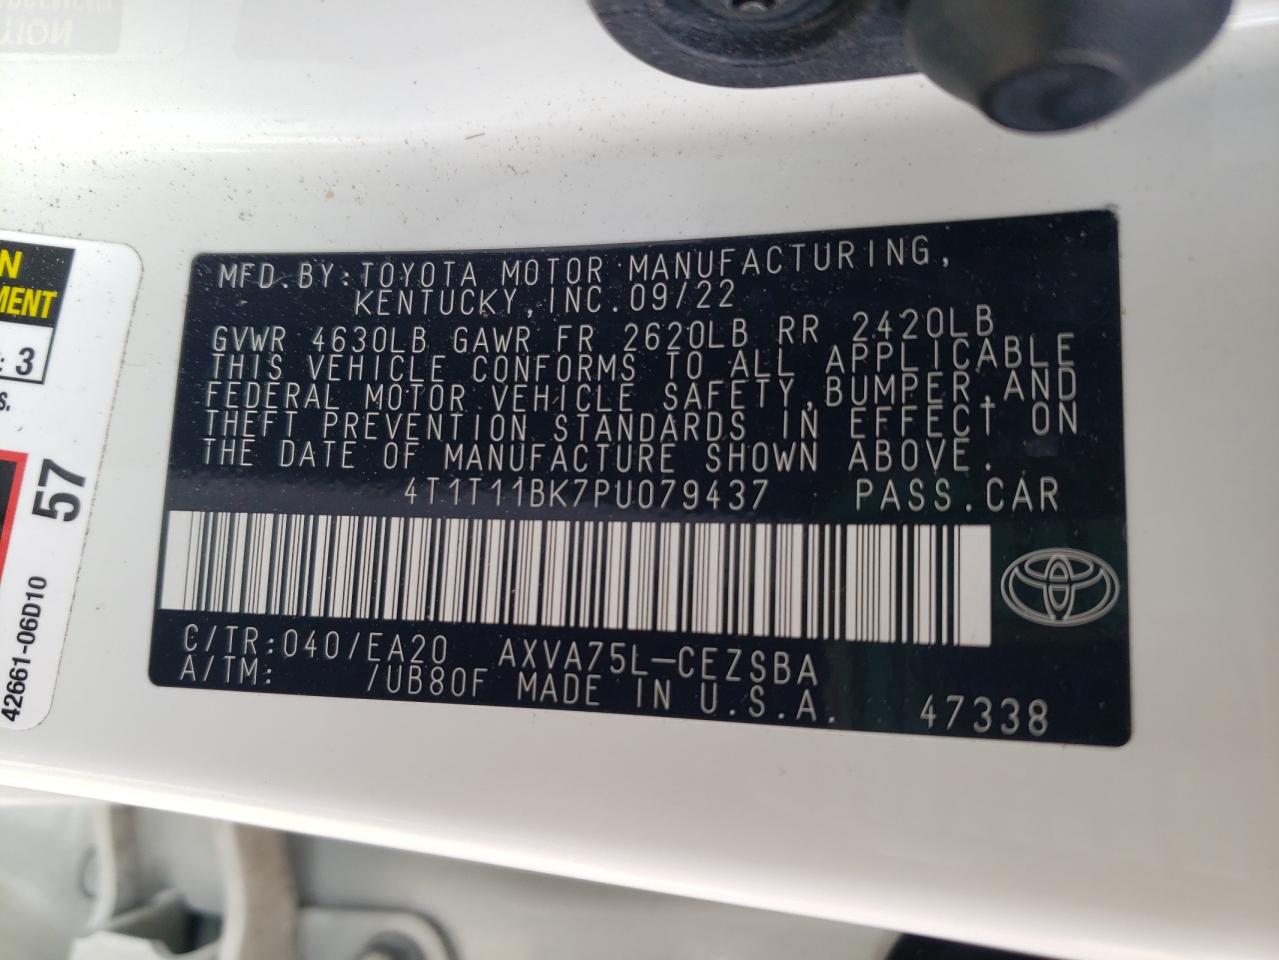 MFD.BY:TOYOTA MOTOR MANUFACTURING,
KENTUCKY,INC.09/22
GVWR 4630LB GAWR FR 2620LB RR 2420LB
THIS VEHICLE CONFORMS TO ALL APPLICABLE
FEDERAL MOTOR VEHICLE SAFETY,BUMPER,AND
THEFT PREVENTION STANDARDS IN EFFECT ON
THE DATE OF MANUFACTURE SHOWN ABOVE.
4T1T11BK7PU079437 PASS.CAR
C/TR:040/EA20 AXVA75L-CEZSBA
A/TM: /UB80F MADE IN U.S.A. 47338
3
57
42661-06D10